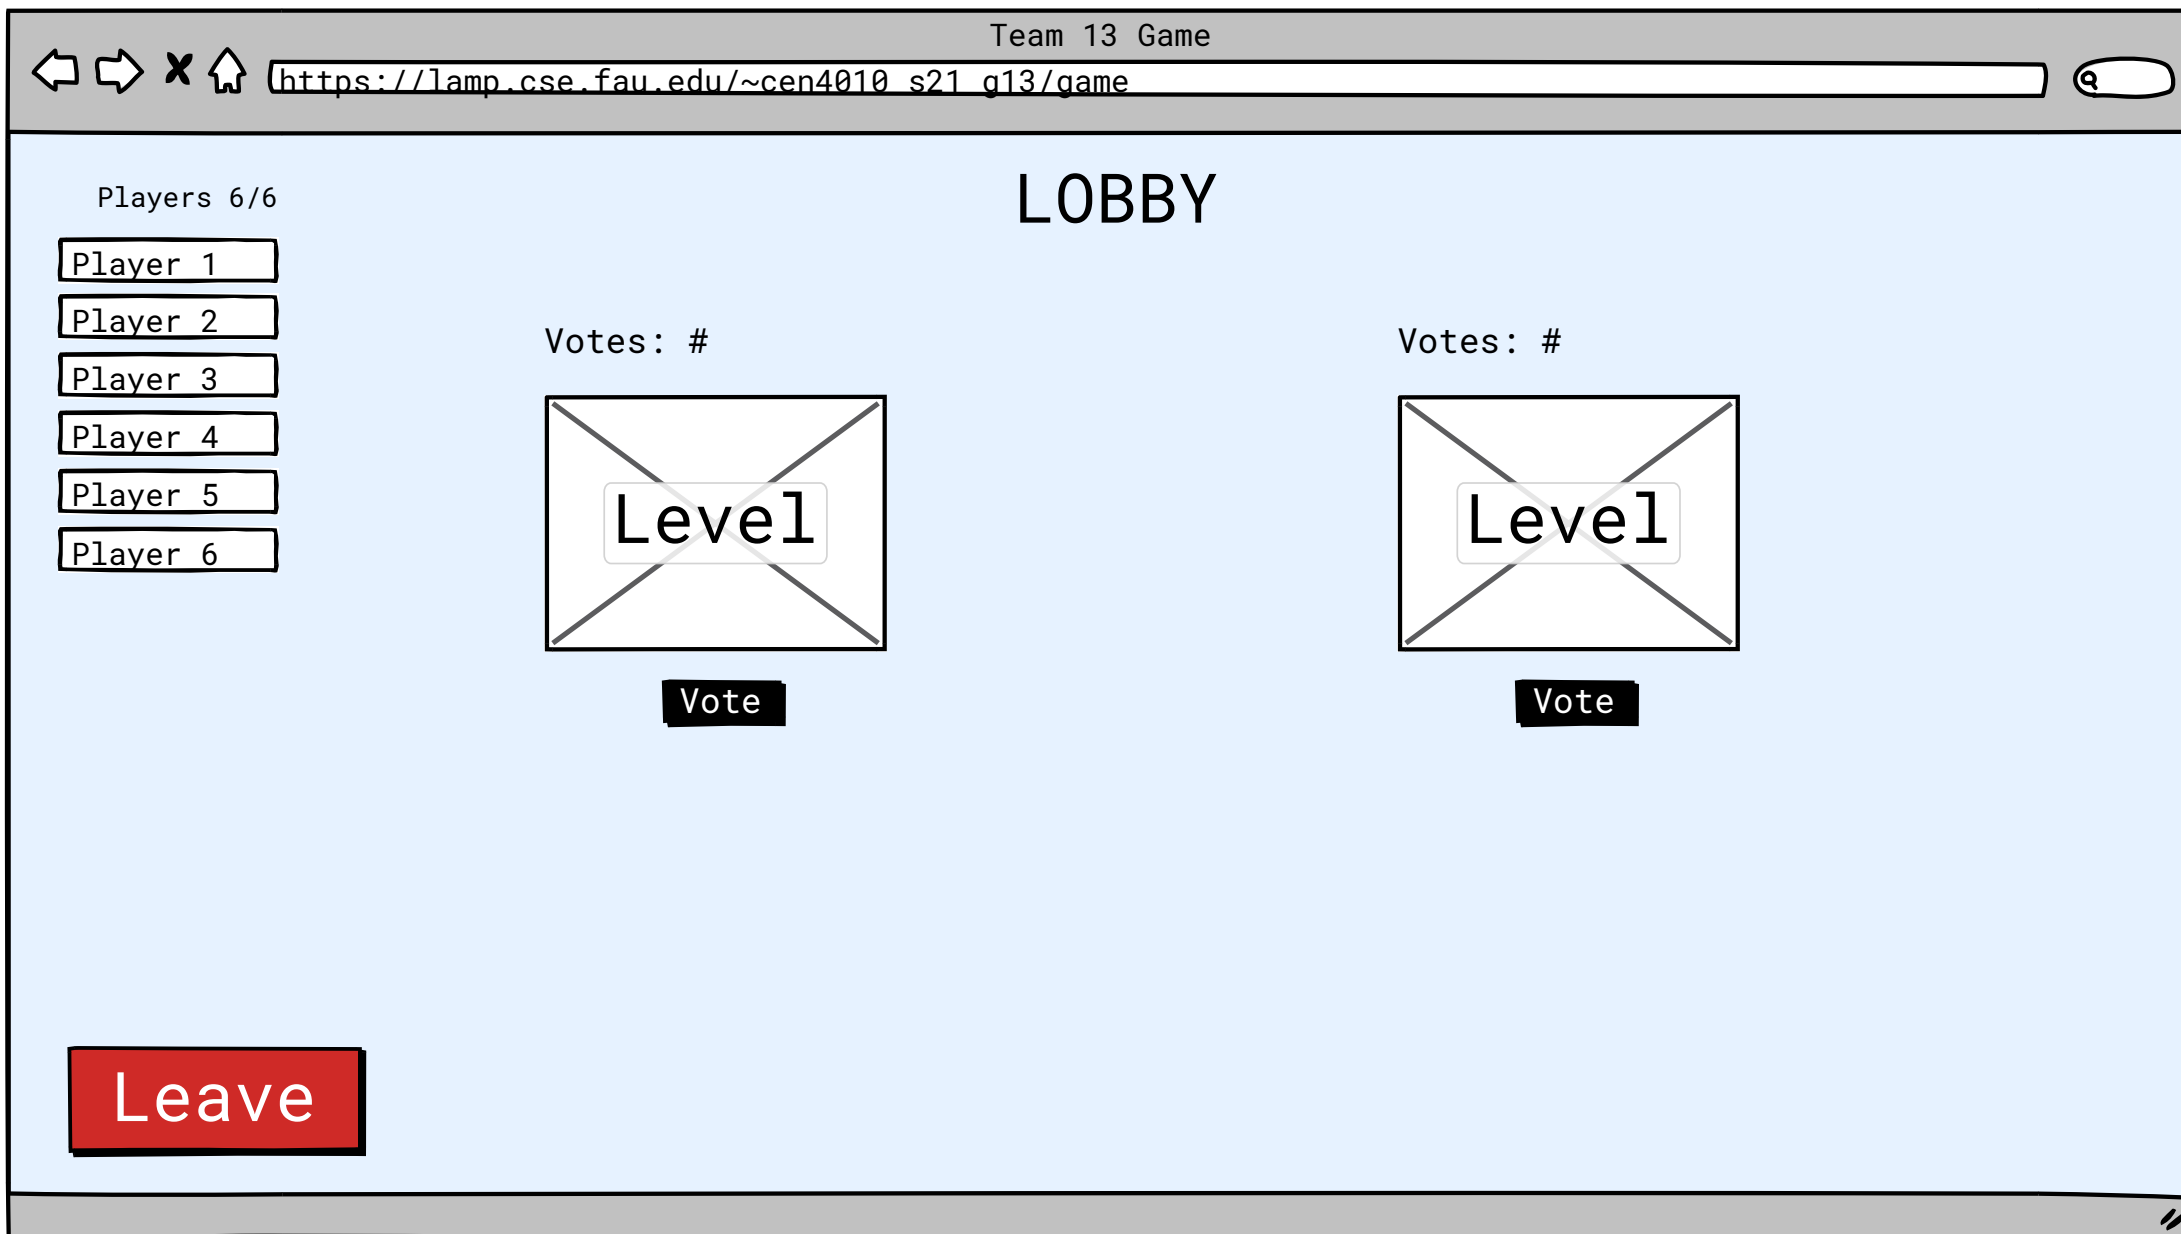 Team 13 Game
https://lamp.cse.fau.edu/~cen4010_s21_g13/game
LOBBY
Players 6/6
Player 1
Player 2
Player 3
Player 4
Player 5
Player 6
Votes: #
Votes: #
Level
Level
Vote
Vote
Leave